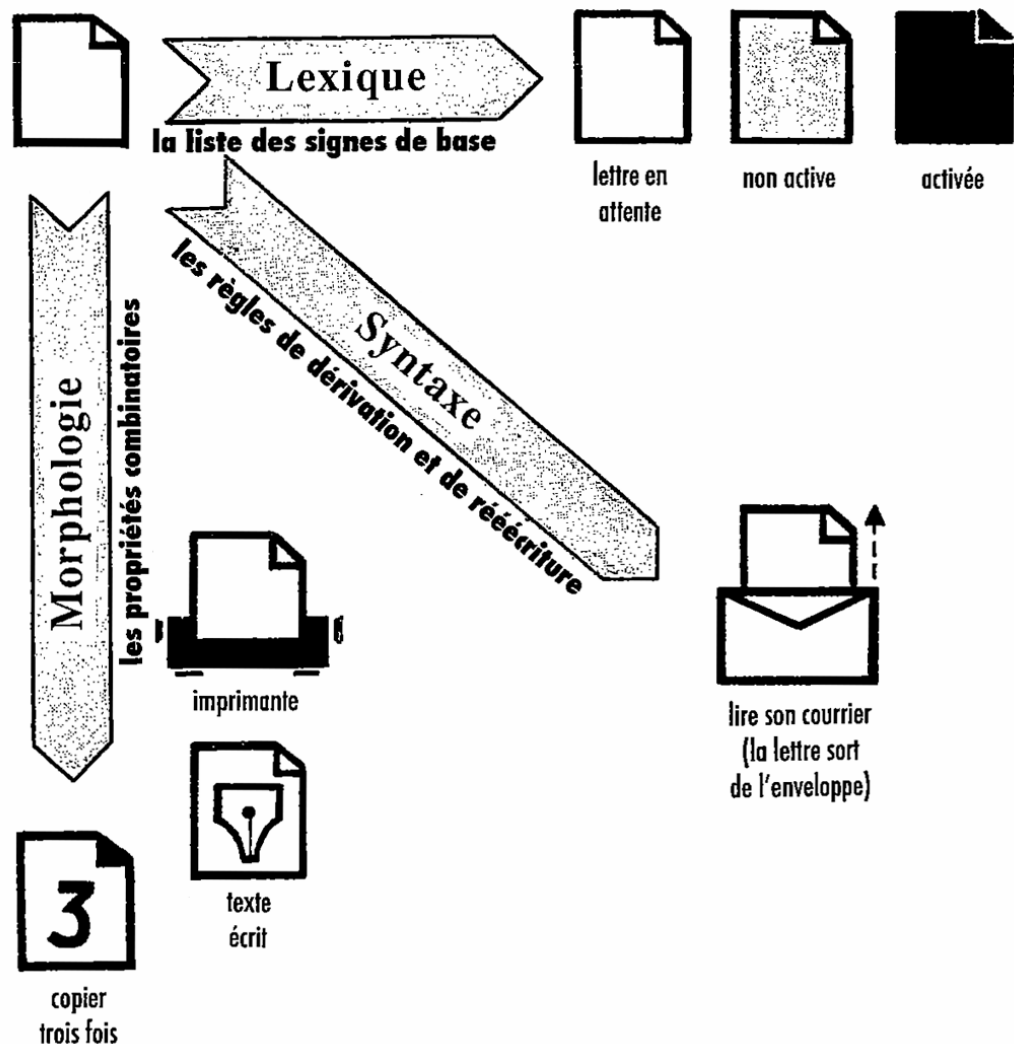 Lexique
la liste des signes de base
lettre en
attente
non active
activée
Syntaxe
les règles de dérivation et de rééécriture
Morphologie
les propriétés combinatoires
imprimante
lire son courrier
(la lettre sort
de l'enveloppe)
texte
écrit
3
copier
trois fois